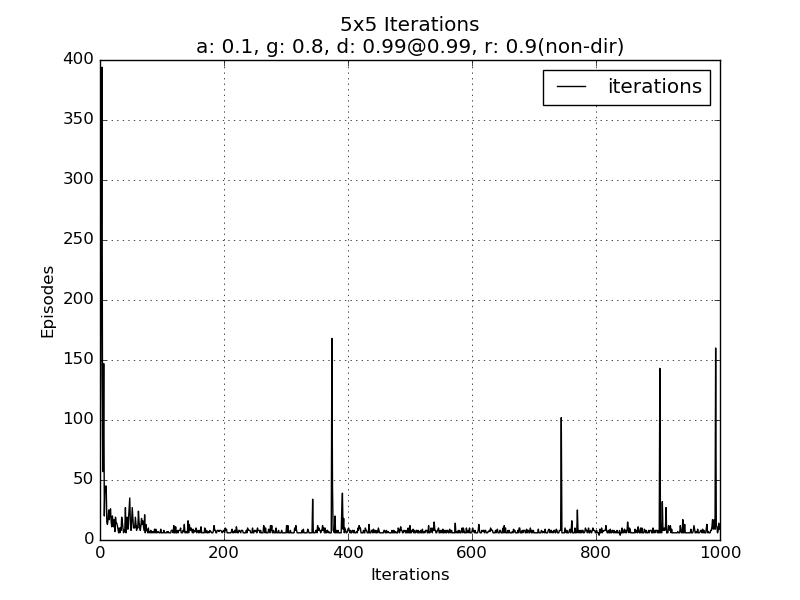 5x5 Iterations
a: 0.1, g: 0.8, d: 0.99@0.99, r: 0.9(non-dir)
iterations
400
350
300
250
200
150
100
50
0
Episodes
0 200 400 600 800 1000
Iterations